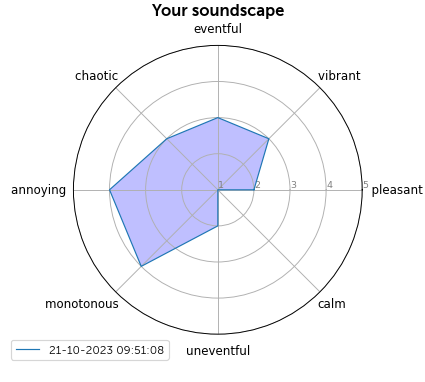 Your soundscape
eventful
chaotic
vibrant
annoying
1
2
3
4
5
pleasant
monotonous
calm
uneventful
21-10-2023 09:51:08